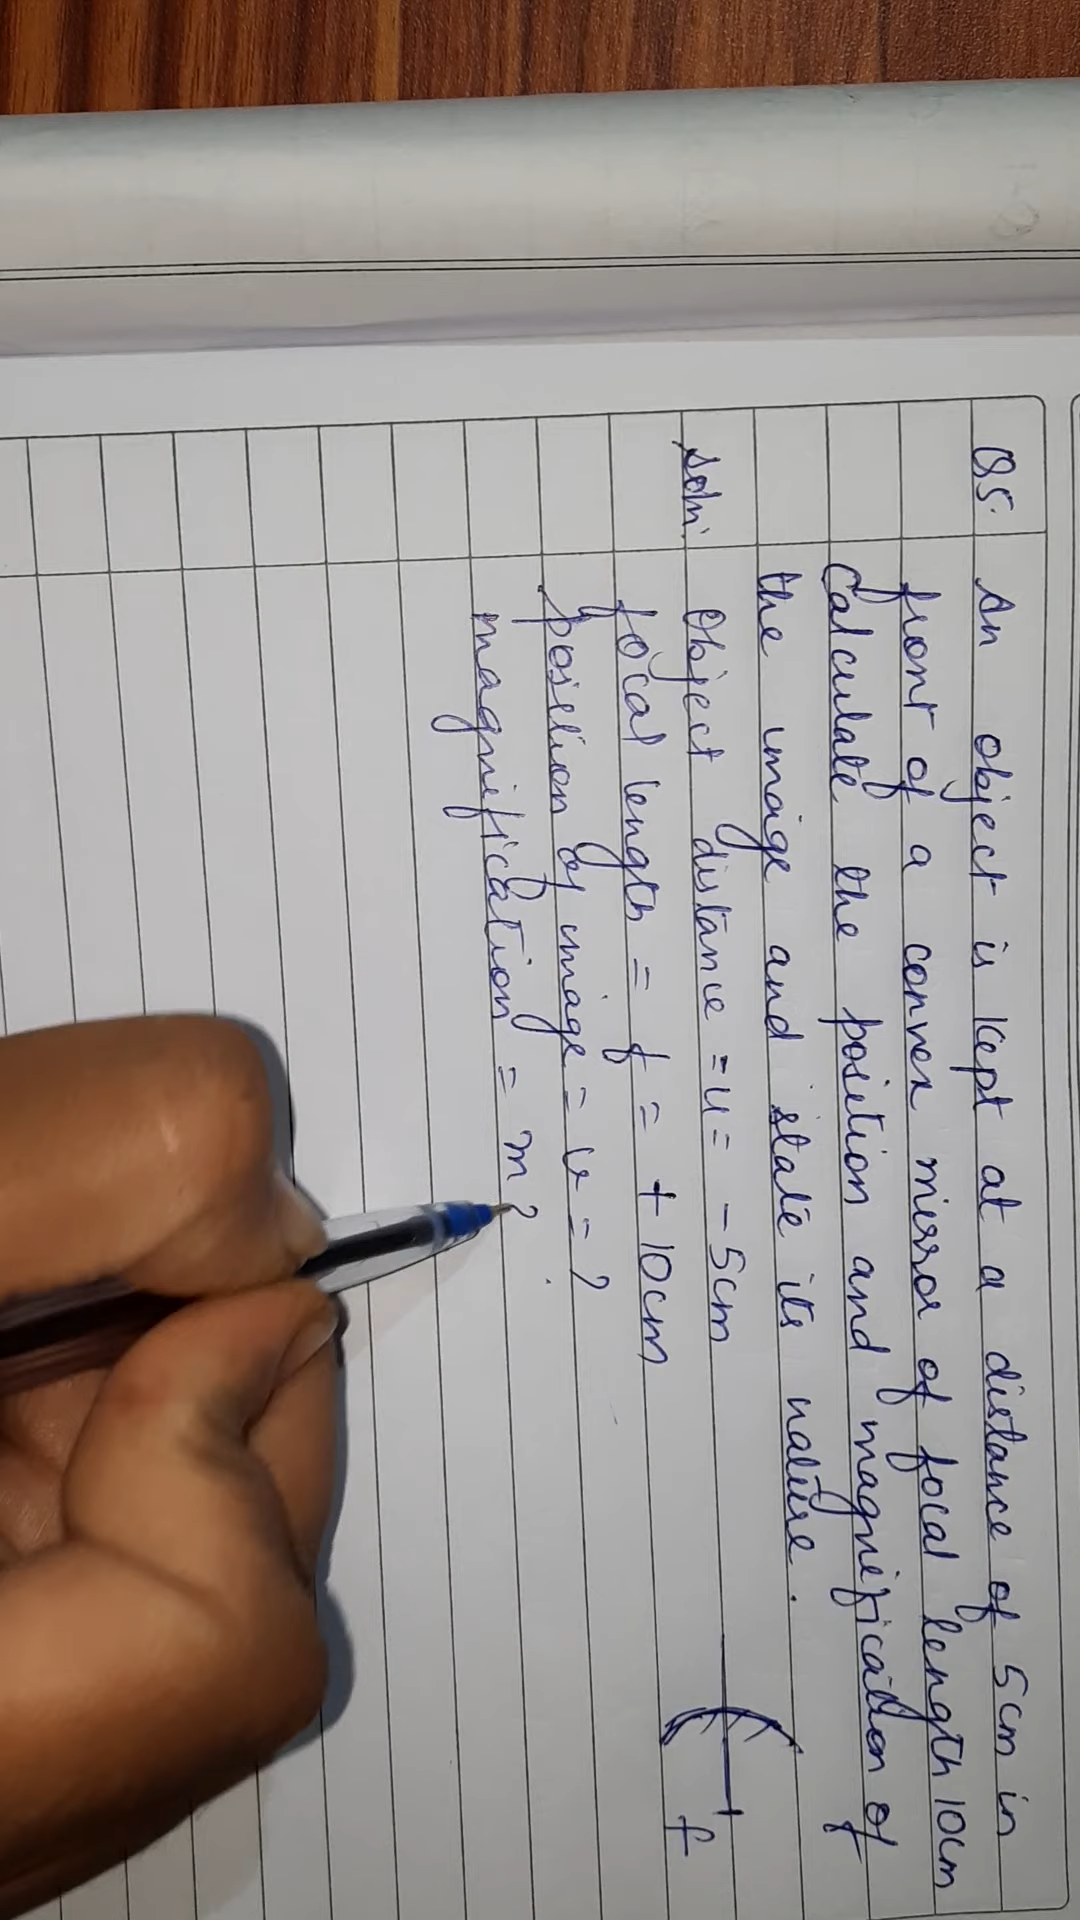 Q5. An object is kept at a distance of 5cm in
front of a convex mirror of focal length 10cm
Calculate the position and magnification of
the image and state its nature.
Soln. Object distance = u = - 5cm
focal length = f = + 10cm
position of image = v = ?
magnification = m ?
f